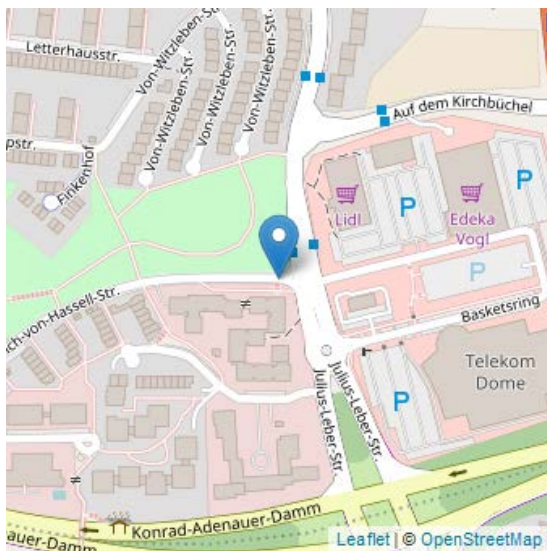 Letterhausstr.
Von-Witzleben-Str.
Von-Witzleben-Str.
Von-Witzleben-Str.
Von-Witzleben-Str.
Auf dem Kirchbüchel
pstr.
Finkenhof
Lidl
P
Edeka
Vogl
P
P
ich-von-Hassell-Str.
Basketsring
Telekom
Dome
Julius-Leber-Str.
Julius-Leber-Str.
P
Konrad-Adenauer-Damm
auer-Damm
Leaflet | © OpenStreetMap